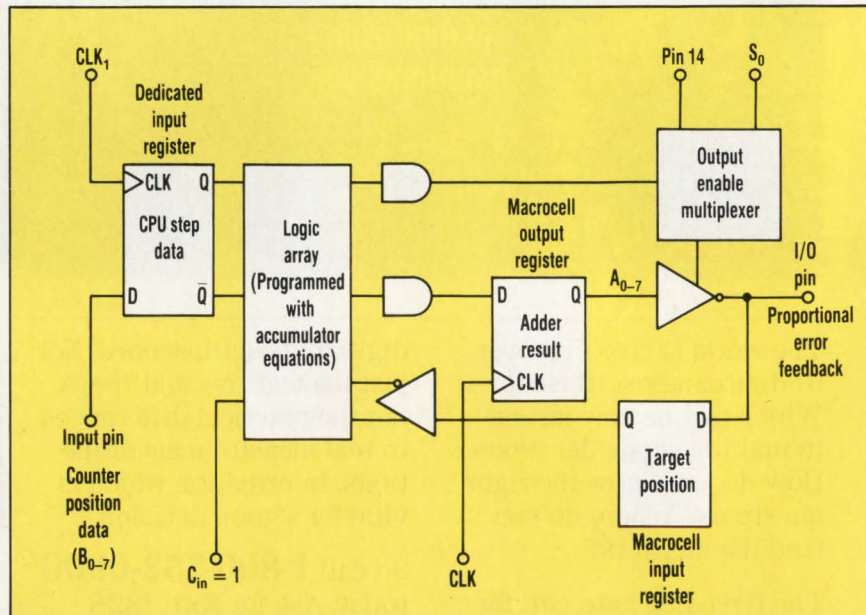 CLK₁
Pin 14
S₀
Dedicated
input
register
CLK
Q
CPU step
data
D
Q̅
Logic
array
(Programmed
with
accumulator
equations)
Output
enable
multiplexer
Macrocell
output
register
D
Q
Adder
result
CLK
A₀₋₇
I/O
pin
Proportional
error
feedback
Q
D
Target
position
Macrocell
input
register
Input pin
Counter
position
data
(B₀₋₇)
C_in = 1
CLK